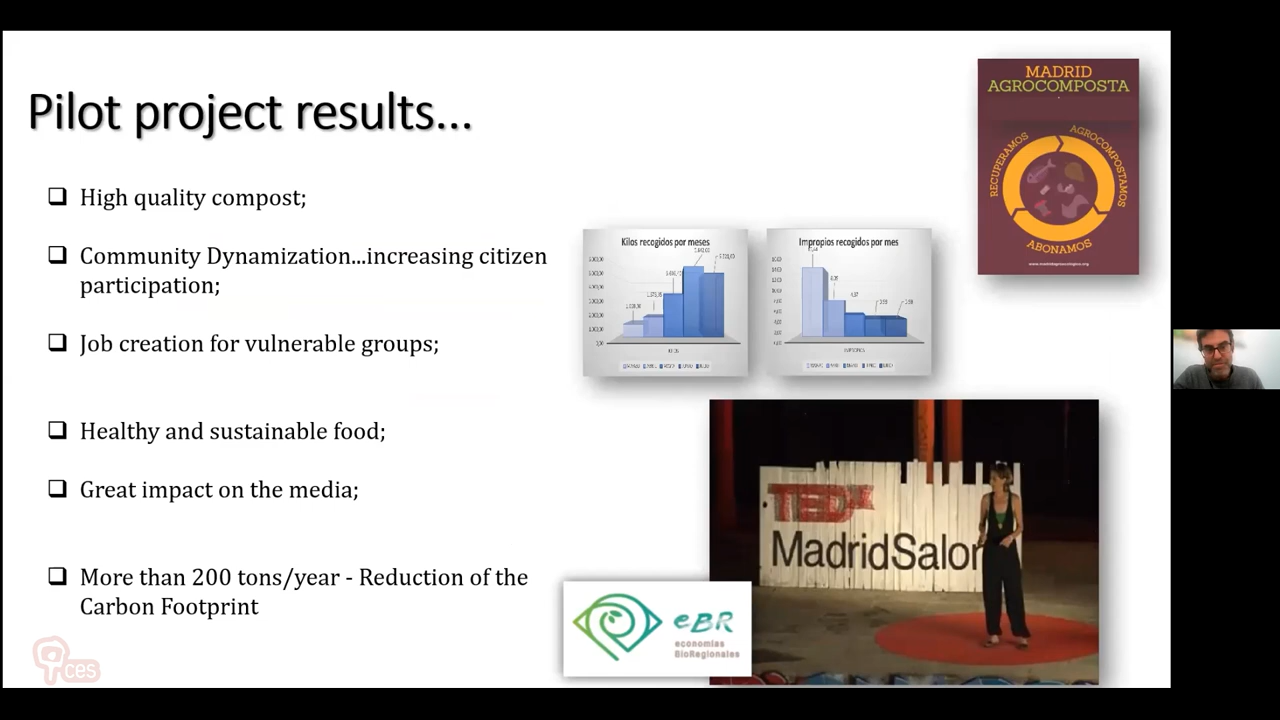 Pilot project results...
High quality compost;
Community Dynamization...increasing citizen
participation;
Job creation for vulnerable groups;
Healthy and sustainable food;
Great impact on the media;
More than 200 tons/year - Reduction of the
Carbon Footprint
MADRID
AGROCOMPOSTA
RECUPERAMOS
AGROCOMPOSTAMOS
ABONAMOS
Kilos recogidos por meses
Impropios recogidos por mes
TEDx
MadridSalon
eBR
economías
BioRegionales
ces